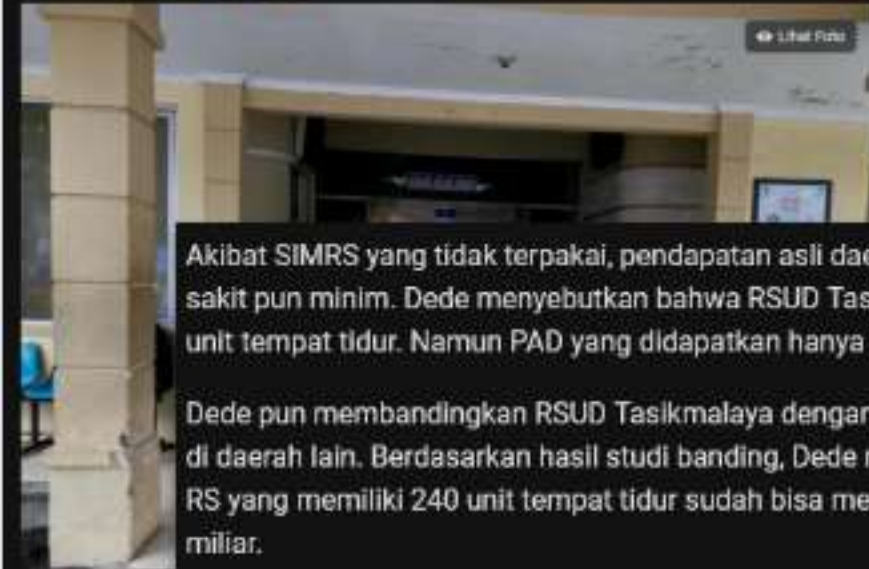 Lihat Foto
Akibat SIMRS yang tidak terpakai, pendapatan asli dae
sakit pun minim. Dede menyebutkan bahwa RSUD Tas
unit tempat tidur. Namun PAD yang didapatkan hanya
Dede pun membandingkan RSUD Tasikmalaya dengan
di daerah lain. Berdasarkan hasil studi banding, Dede
RS yang memiliki 240 unit tempat tidur sudah bisa me
miliar.